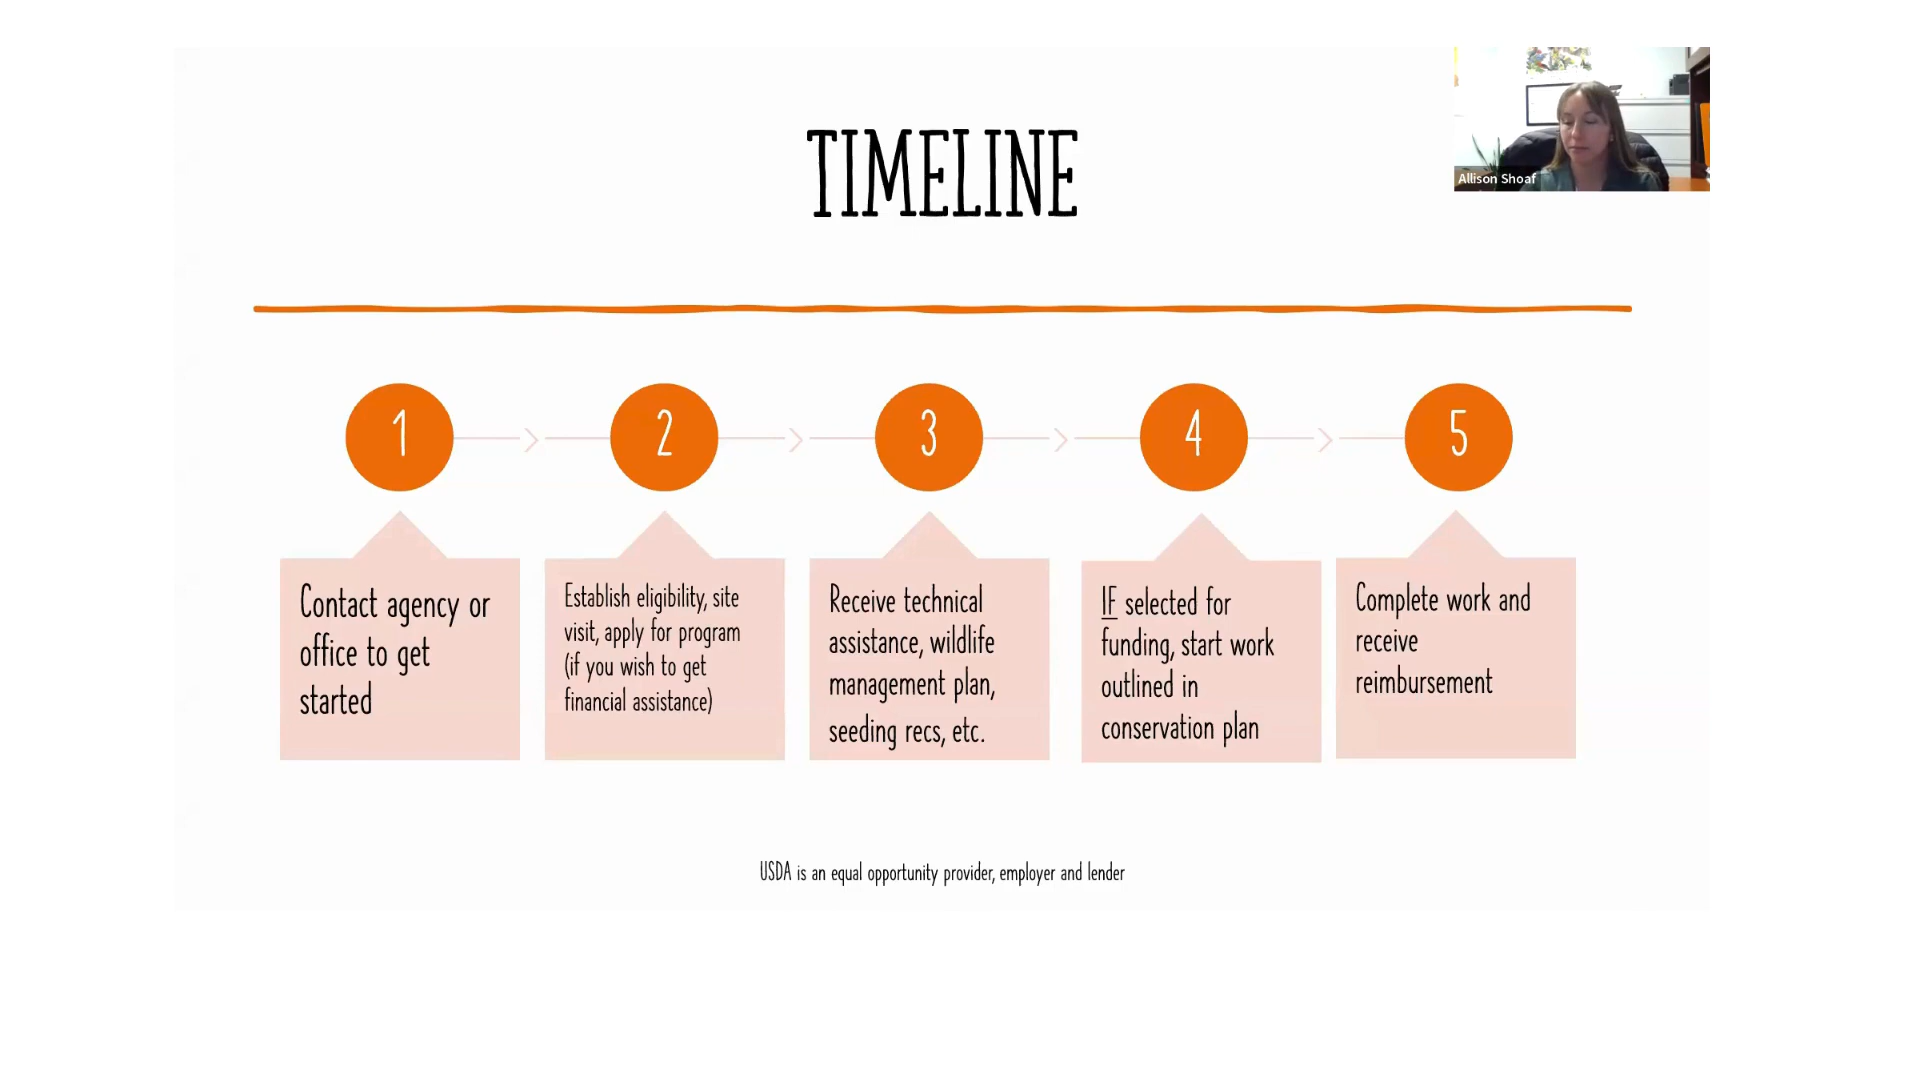 TIMELINE
Allison Shoaf
1
2
3
4
5
Contact agency or
office to get
started
Establish eligibility, site
visit, apply for program
(if you wish to get
financial assistance)
Receive technical
assistance, wildlife
management plan,
seeding recs, etc.
IF selected for
funding, start work
outlined in
conservation plan
Complete work and
receive
reimbursement
USDA is an equal opportunity provider, employer and lender